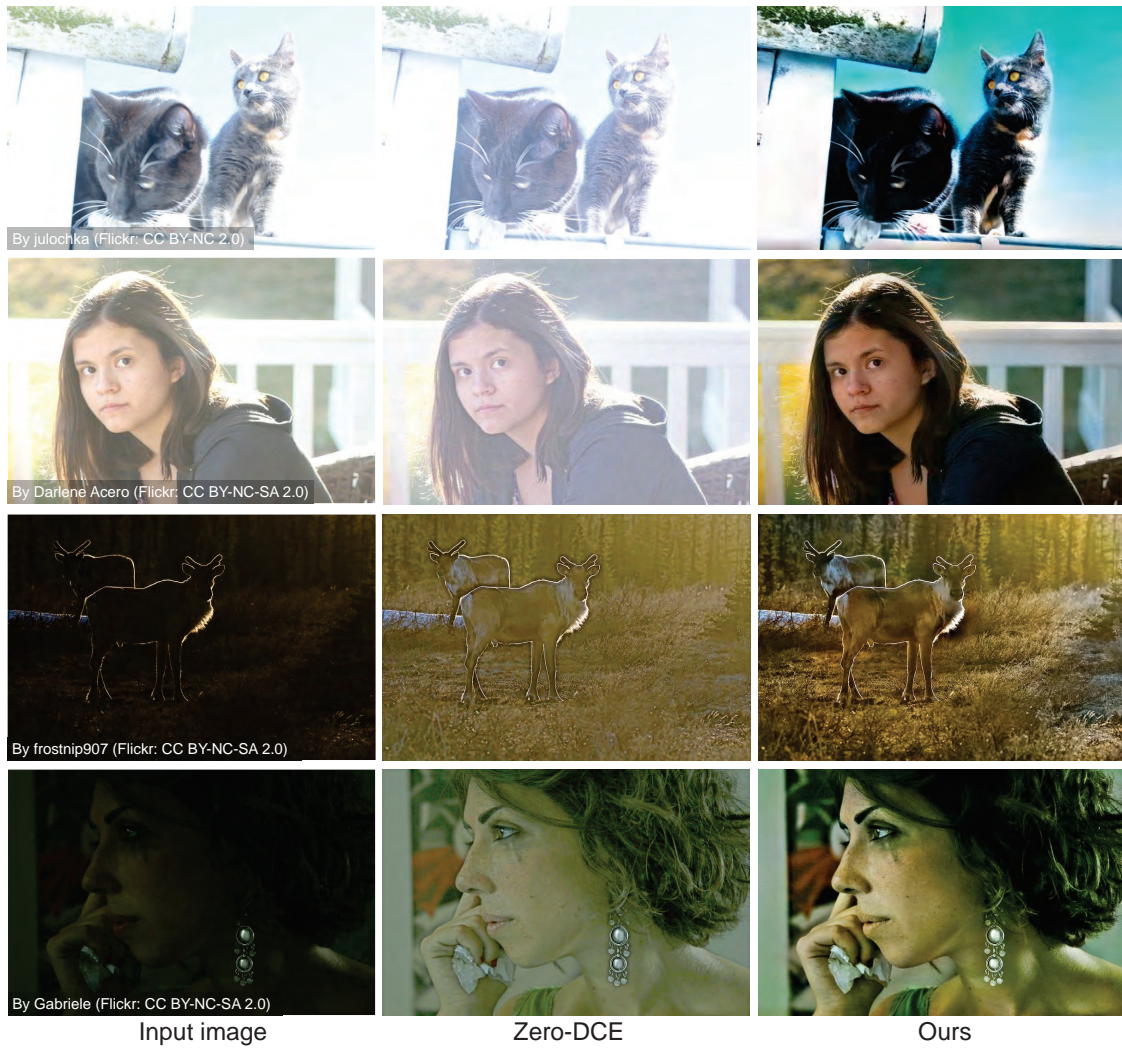 By julochka (Flickr: CC BY-NC 2.0)
By Darlene Acero (Flickr: CC BY-NC-SA 2.0)
By frostnip907 (Flickr: CC BY-NC-SA 2.0)
By Gabriele (Flickr: CC BY-NC-SA 2.0)
Input image Zero-DCE Ours